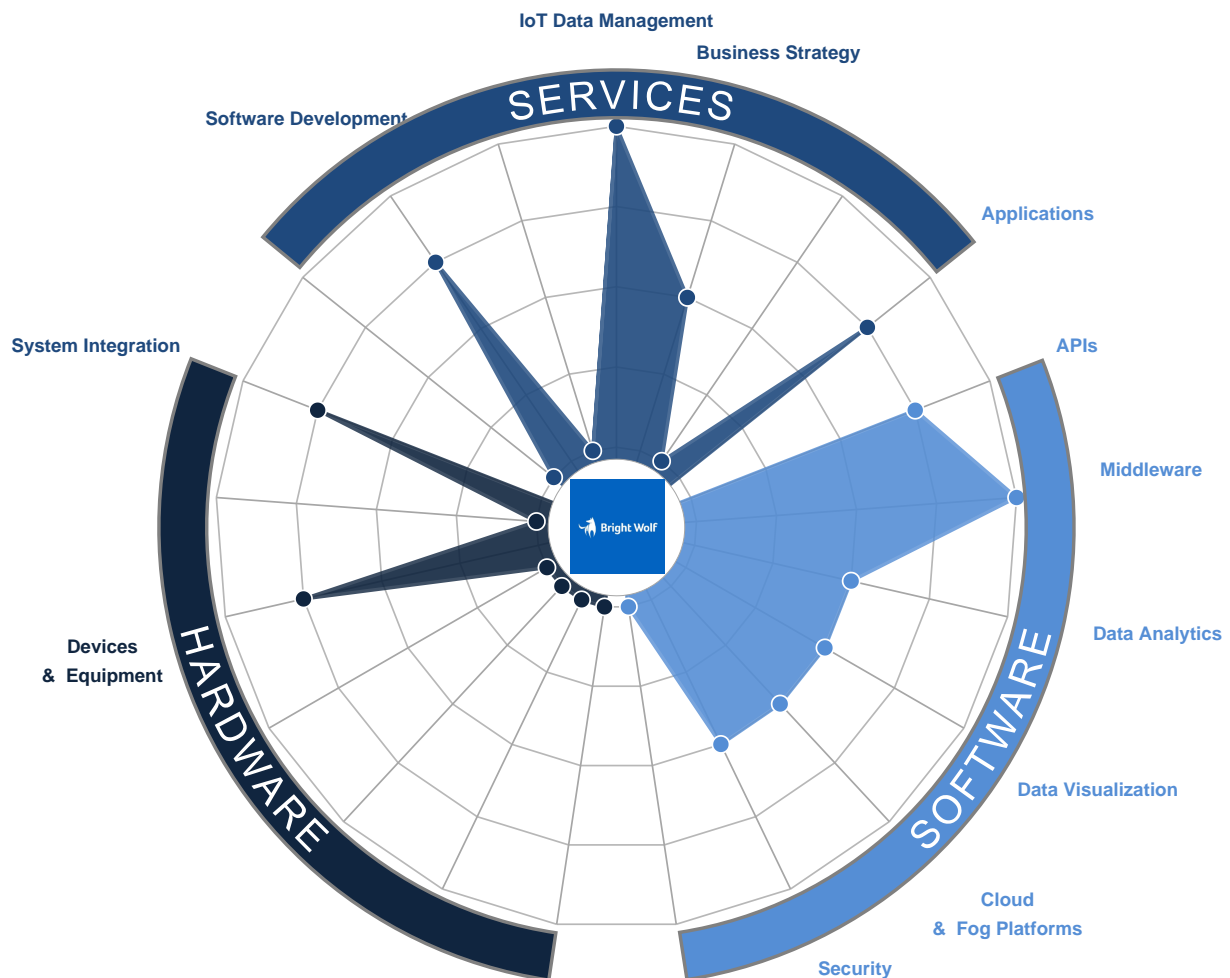 IoT Data Management
Business Strategy
SERVICES
Software Development
Applications
System Integration
APIs
Middleware
Bright Wolf
Data Analytics
Devices
& Equipment
HARDWARE
SOFTWARE
Data Visualization
Cloud
& Fog Platforms
Security